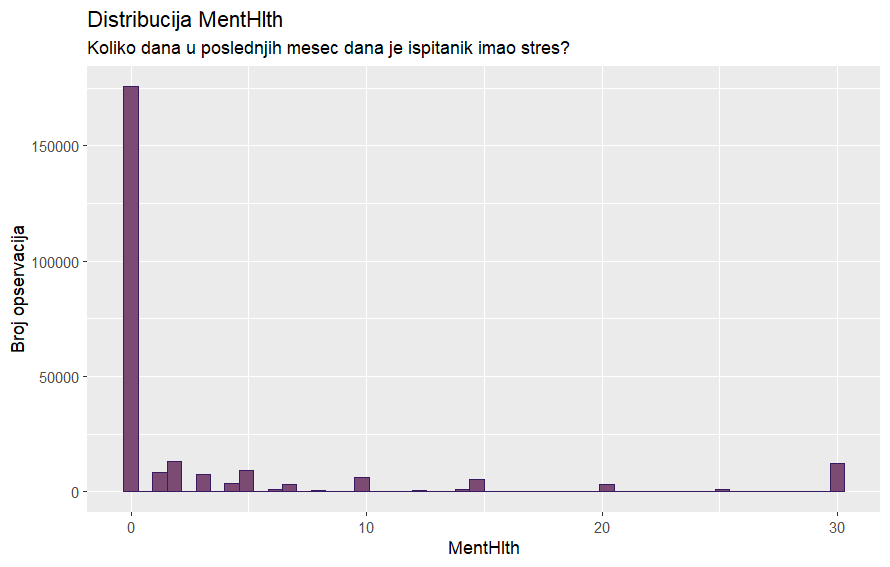 Distribucija MentHlth
Koliko dana u poslednjih mesec dana je ispitanik imao stres?
Broj opservacija
150000
100000
50000
0
0 10 20 30
MentHlth